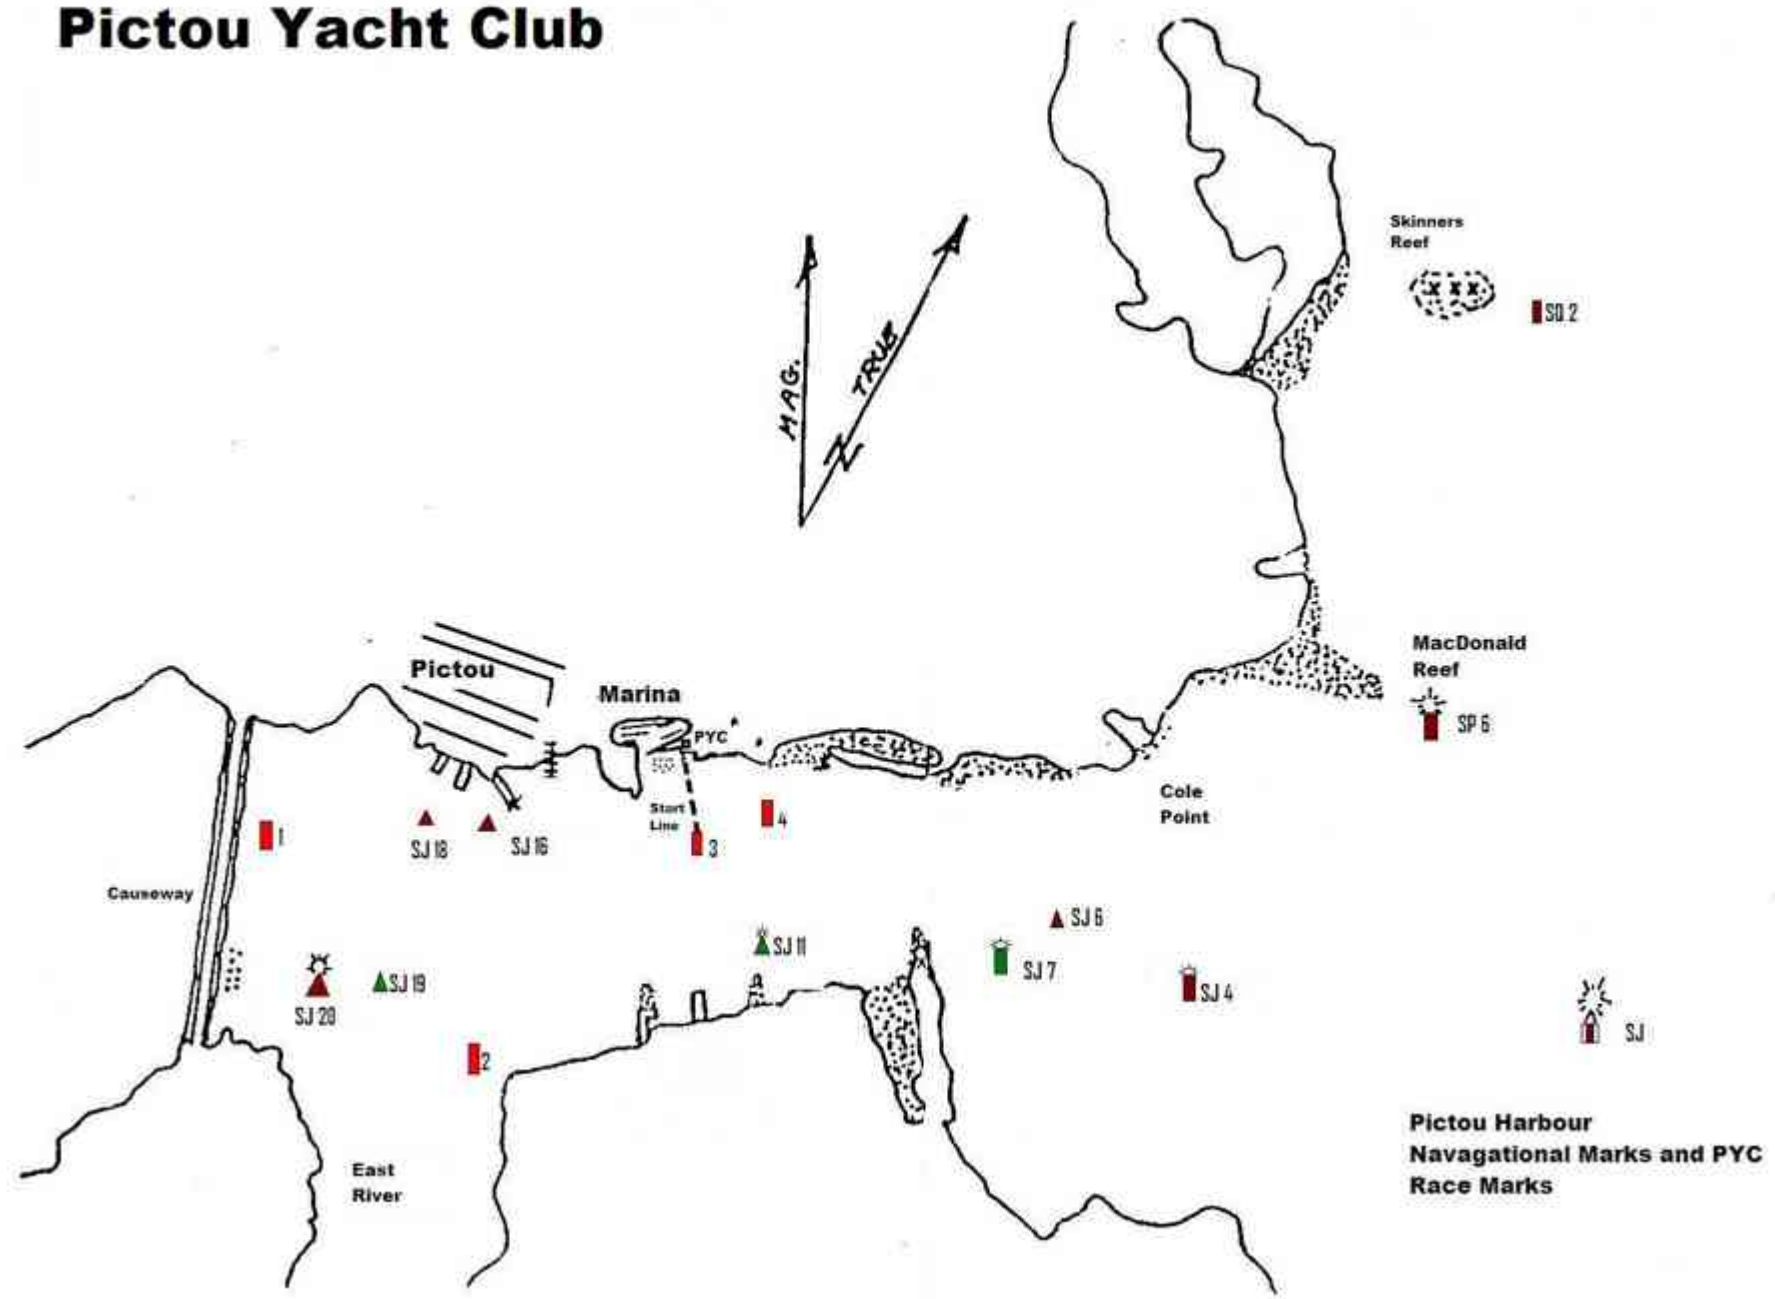 Pictou Yacht Club
Skinners
Reef
SQ 2
MAG.
TRUE
N
MacDonald
Reef
SP 6
Pictou
Marina
PYC
Start
Line
Cole
Point
1
SJ 18
SJ 16
3
4
Causeway
SJ 11
SJ 6
SJ 7
SJ 4
SJ
SJ 19
SJ 20
2
East
River
Pictou Harbour
Navagational Marks and PYC
Race Marks